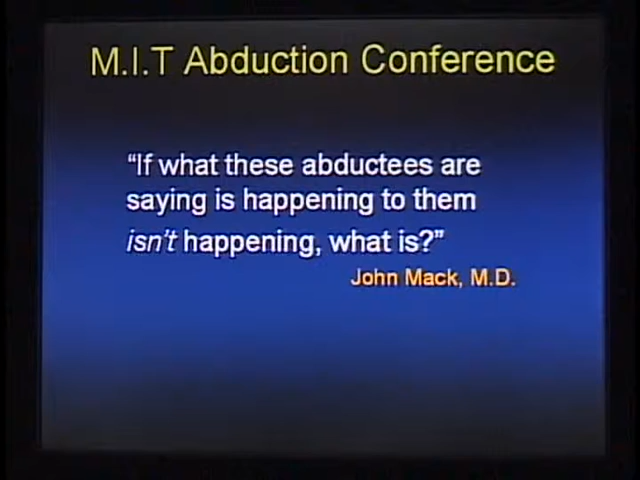 M.I.T Abduction Conference
“If what these abductees are
saying is happening to them
isn’t happening, what is?”
John Mack, M.D.